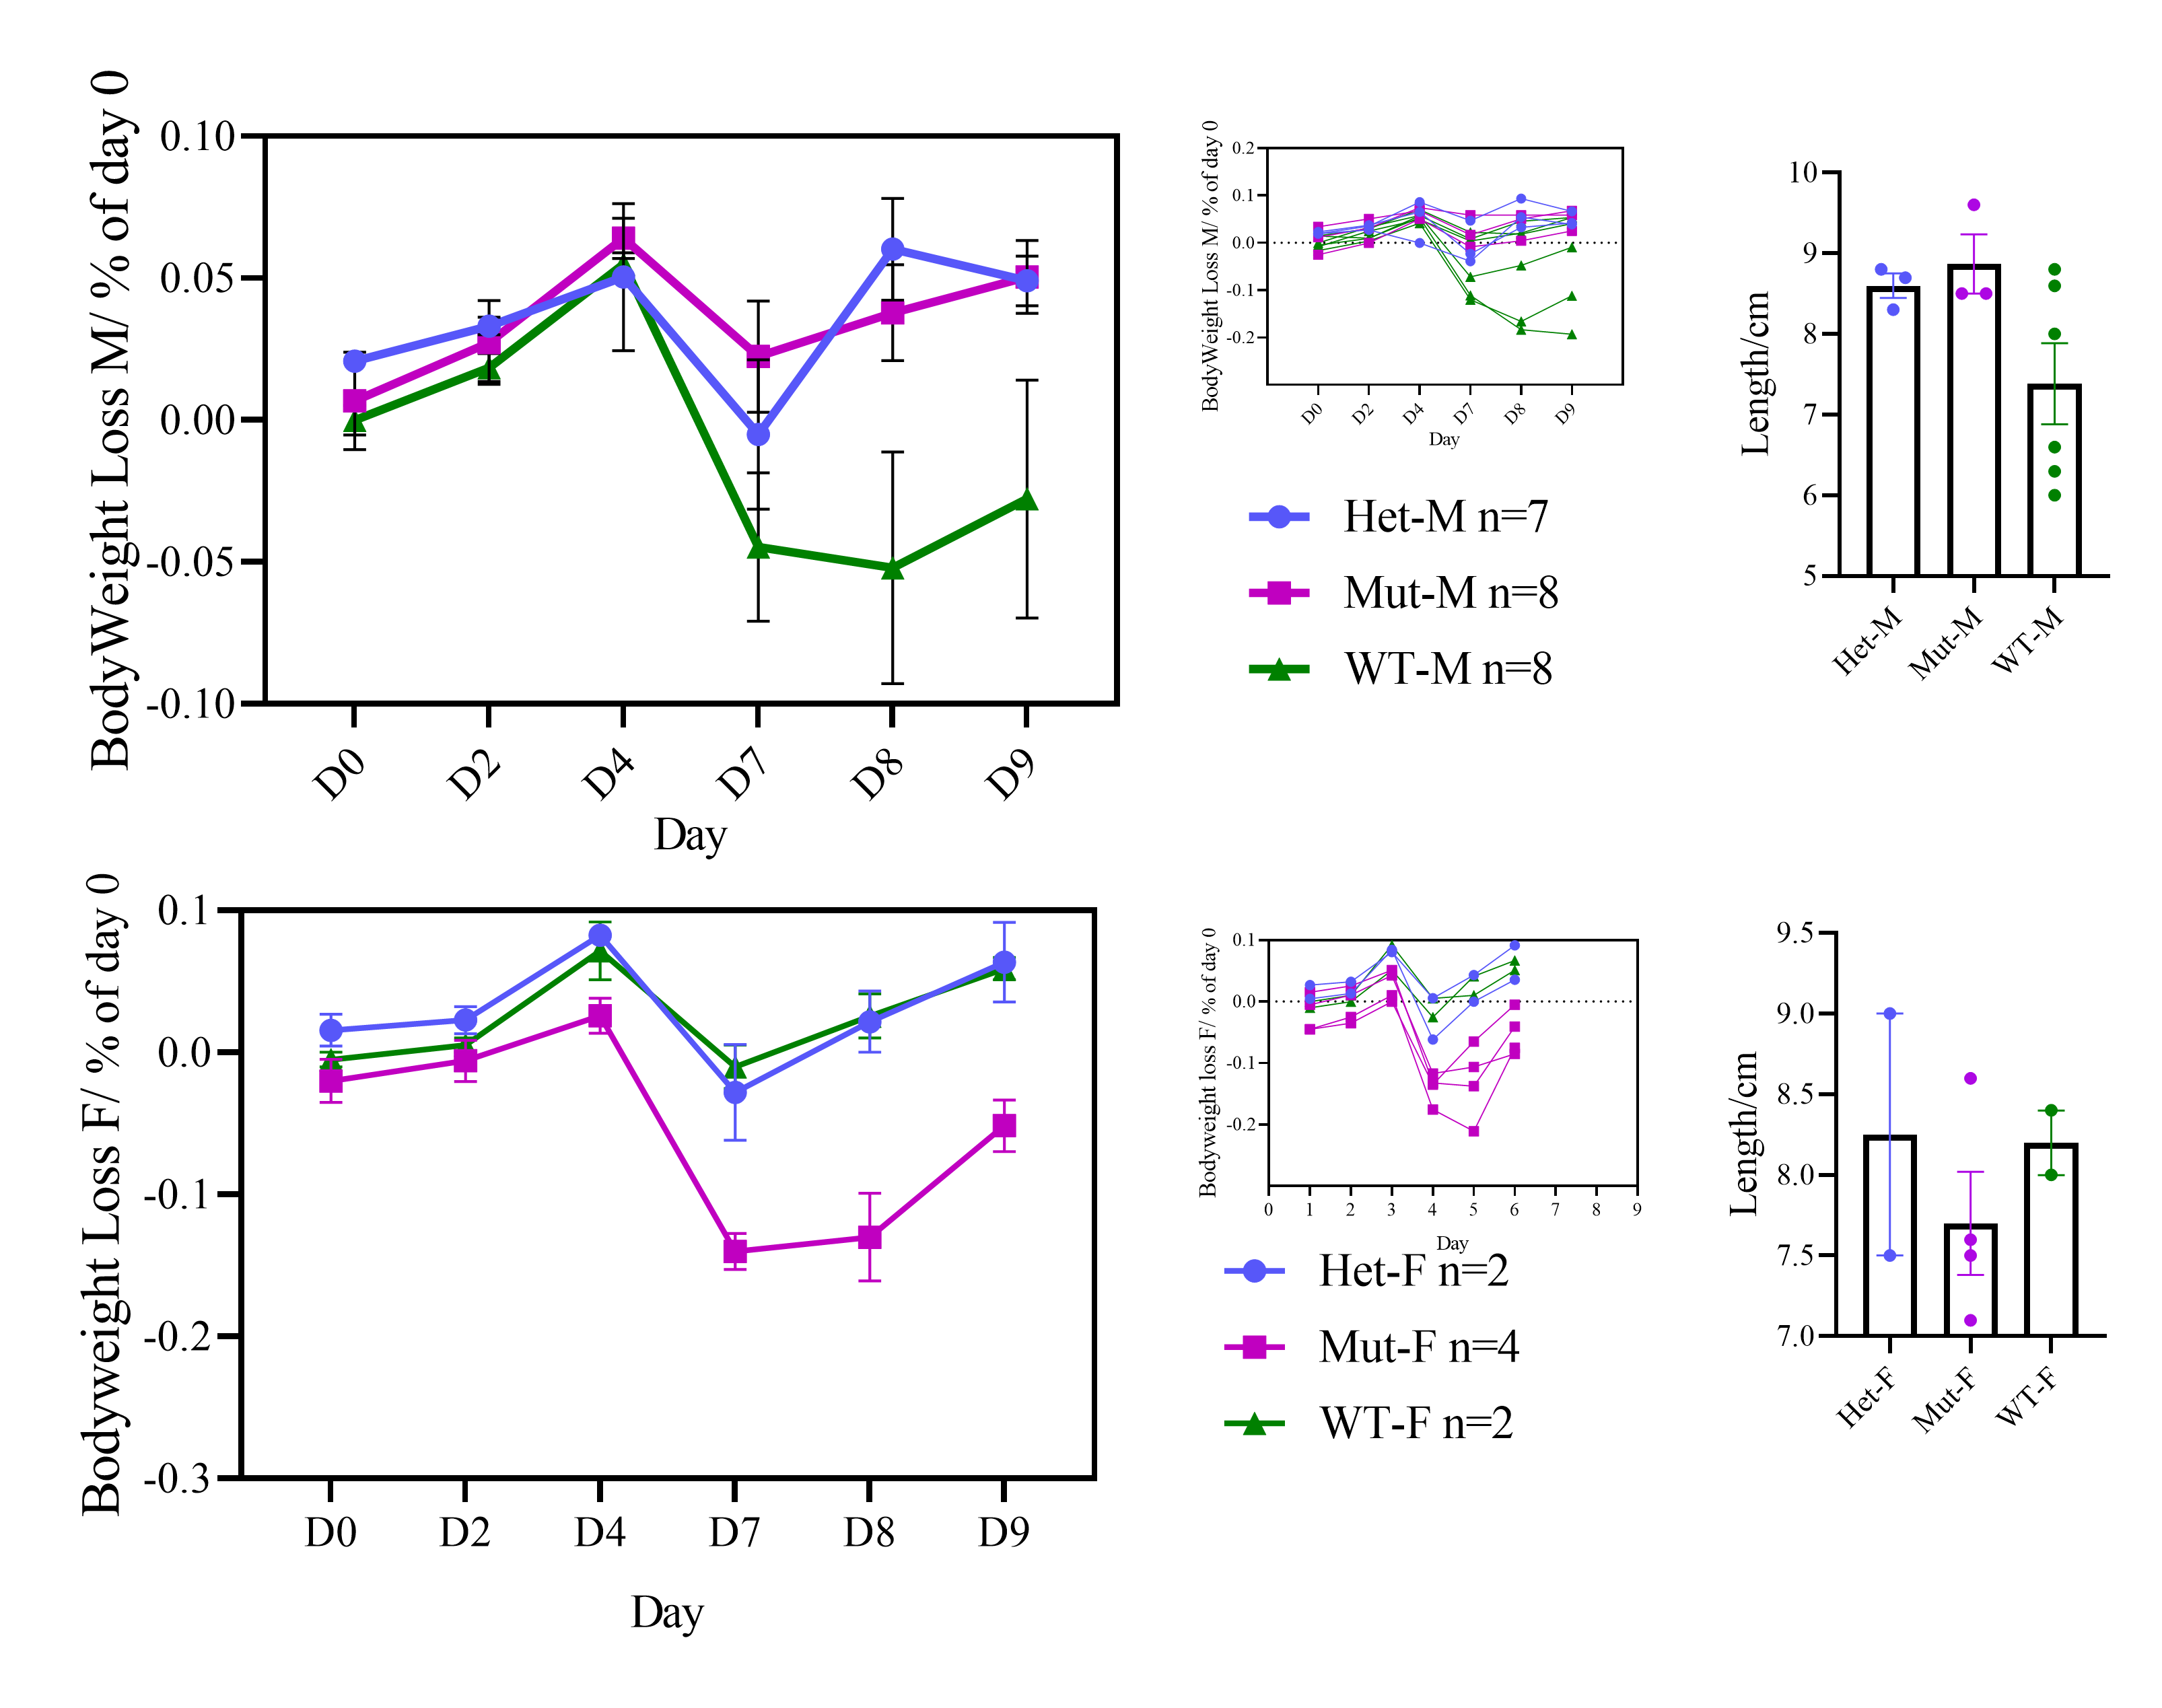 BodyWeight Loss M/ % of day 0
0.10
0.05
0.00
-0.05
-0.10
D0 D2 D4 D7 D8 D9
Day
BodyWeight Loss M/ % of day 0
0.2
0.1
0.0
-0.1
-0.2
D0 D2 D4 D7 D8 D9
Day
Het-M n=7
Mut-M n=8
WT-M n=8
Length/cm
10
9
8
7
6
5
Het-M Mut-M WT-M
Bodyweight Loss F/ % of day 0
0.1
0.0
-0.1
-0.2
-0.3
D0 D2 D4 D7 D8 D9
Day
Bodyweight loss F/ % of day 0
0.1
0.0
-0.1
-0.2
0 1 2 3 4 5 6 7 8 9
Day
Het-F n=2
Mut-F n=4
WT-F n=2
Length/cm
9.5
9.0
8.5
8.0
7.5
7.0
Het-F Mut-F WT-F